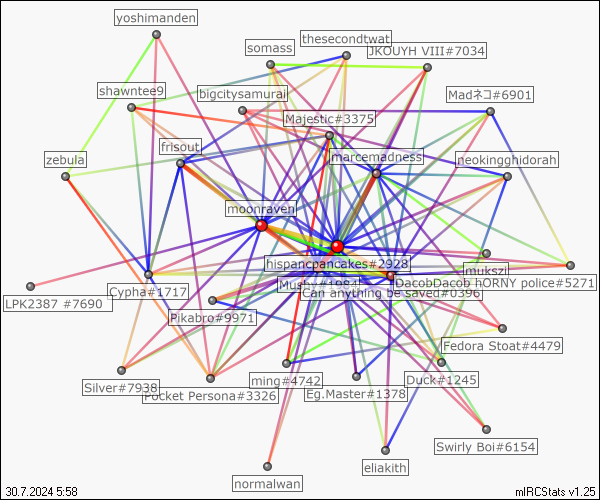 yoshimanden
thesecondtwat
somass
JKOUYH VIII#7034
shawntee9
bigcitysamurai
Madネコ#6901
Majestic#3375
frisout
marcemadness
zebula
neokingghidorah
moonraven
hispancpancakes#2928
mukszi
Mushy#1984
DacobDacob hORNY police#5271
Can anything be saved#0396
Cypha#1717
LPK2387 #7690
Pikabro#9971
Fedora Stoat#4479
ming#4742
Duck#1245
Silver#7938
Pocket Persona#3326
Eg.Master#1378
Swirly Boi#6154
eliakith
normalwan
30.7.2024 5:58
mIRCStats v1.25